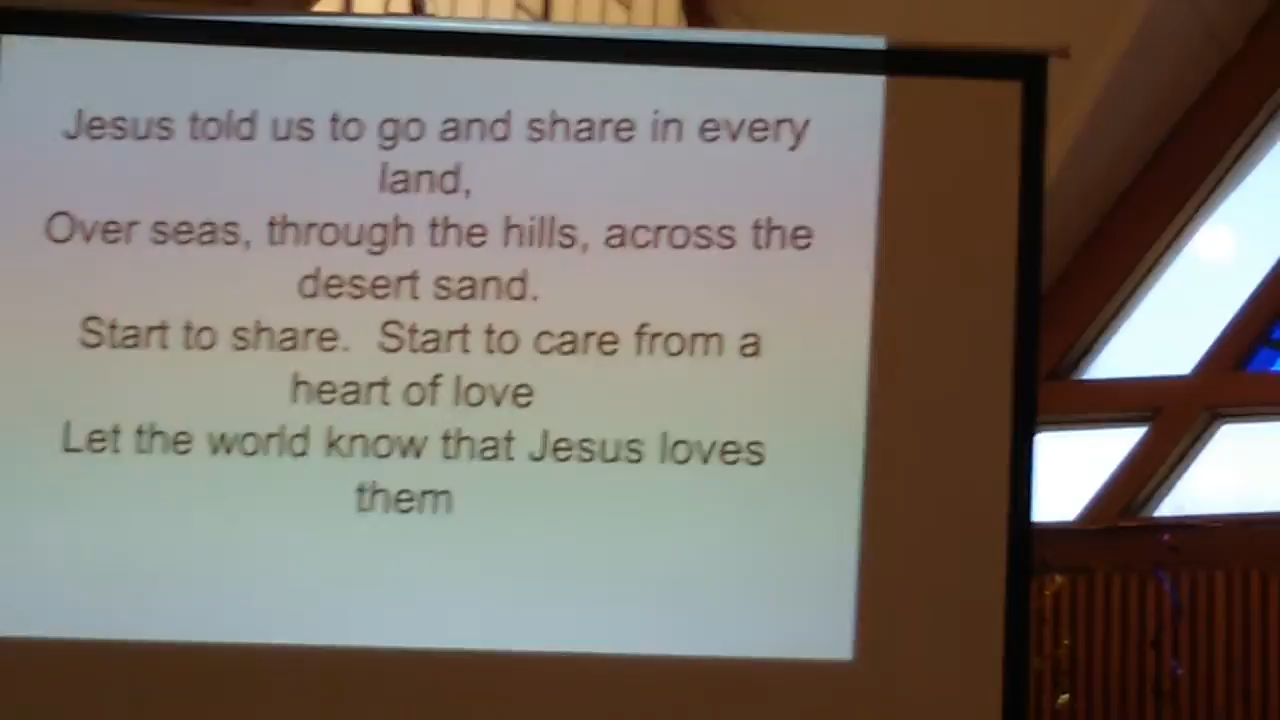 Jesus told us to go and share in every
land,
Over seas, through the hills, across the
desert sand.
Start to share.  Start to care from a
heart of love
Let the world know that Jesus loves
them